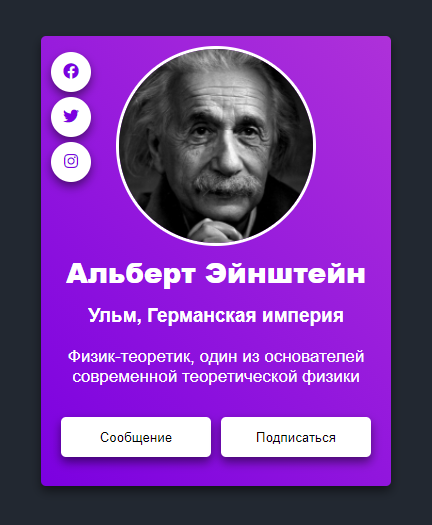 Альберт Эйнштейн
Ульм, Германская империя
Физик-теоретик, один из основателей
современной теоретической физики
Сообщение
Подписаться